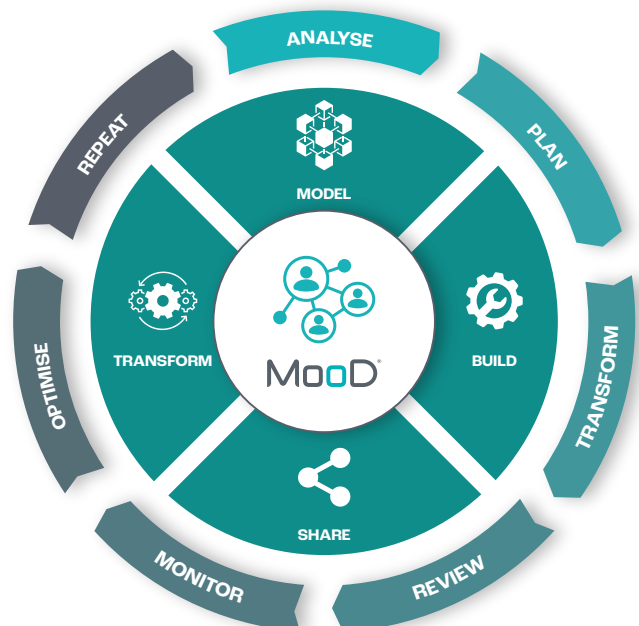 ANALYSE
PLAN
TRANSFORM
REVIEW
MONITOR
OPTIMISE
REPEAT
MODEL
BUILD
SHARE
TRANSFORM
MooD®